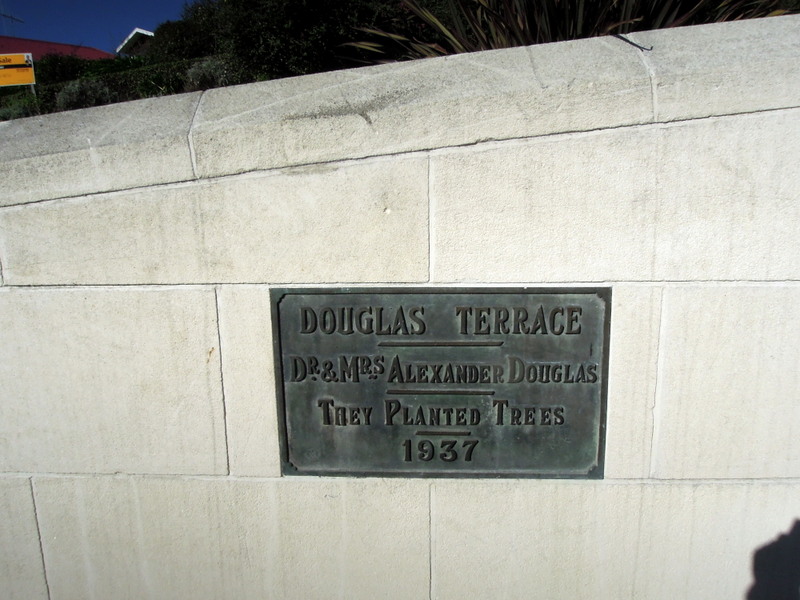 DOUGLAS TERRACE
DR. & MRS. ALEXANDER DOUGLAS
THEY PLANTED TREES
1937